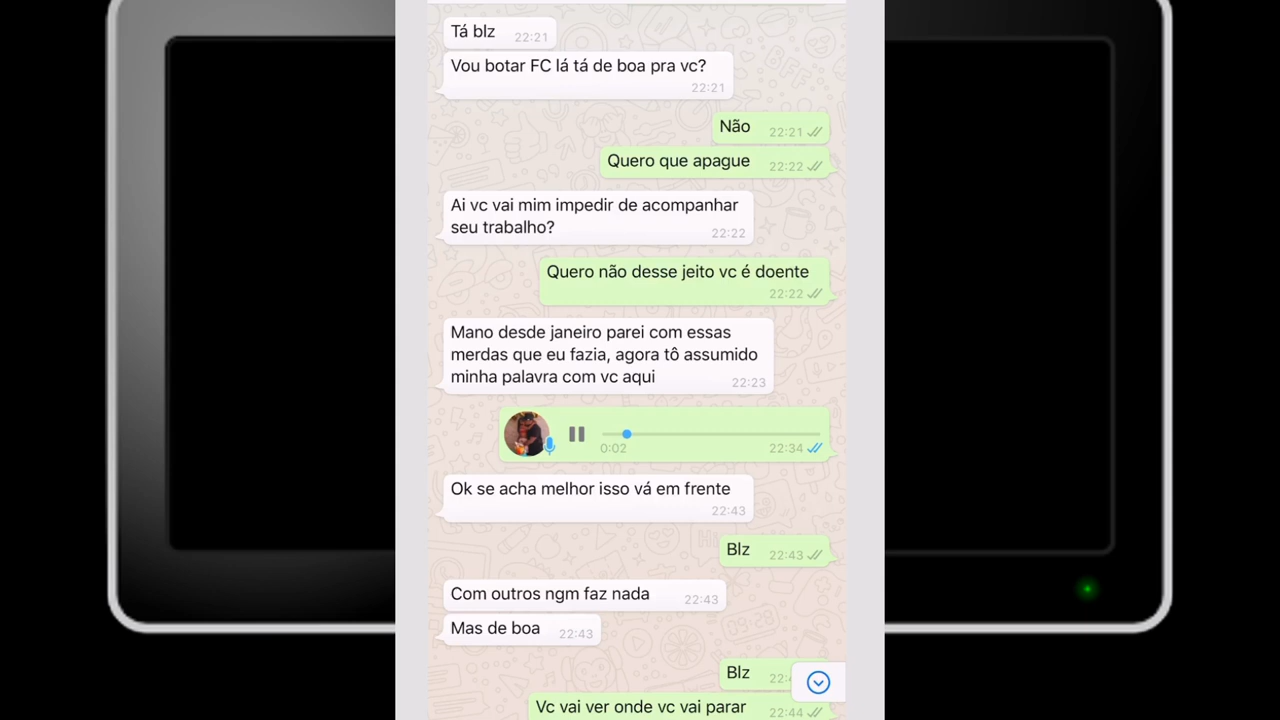 Tá blz 22:21
Vou botar FC lá tá de boa pra vc?
22:21
Não 22:21
Quero que apague 22:22
Ai vc vai mim impedir de acompanhar
seu trabalho? 22:22
Quero não desse jeito vc é doente
22:22
Mano desde janeiro parei com essas
merdas que eu fazia, agora tô assumido
minha palavra com vc aqui 22:23
0:02 22:34
Ok se acha melhor isso vá em frente
22:43
Blz 22:43
Com outros ngm faz nada 22:43
Mas de boa 22:43
Blz
Vc vai ver onde vc vai parar 22:44